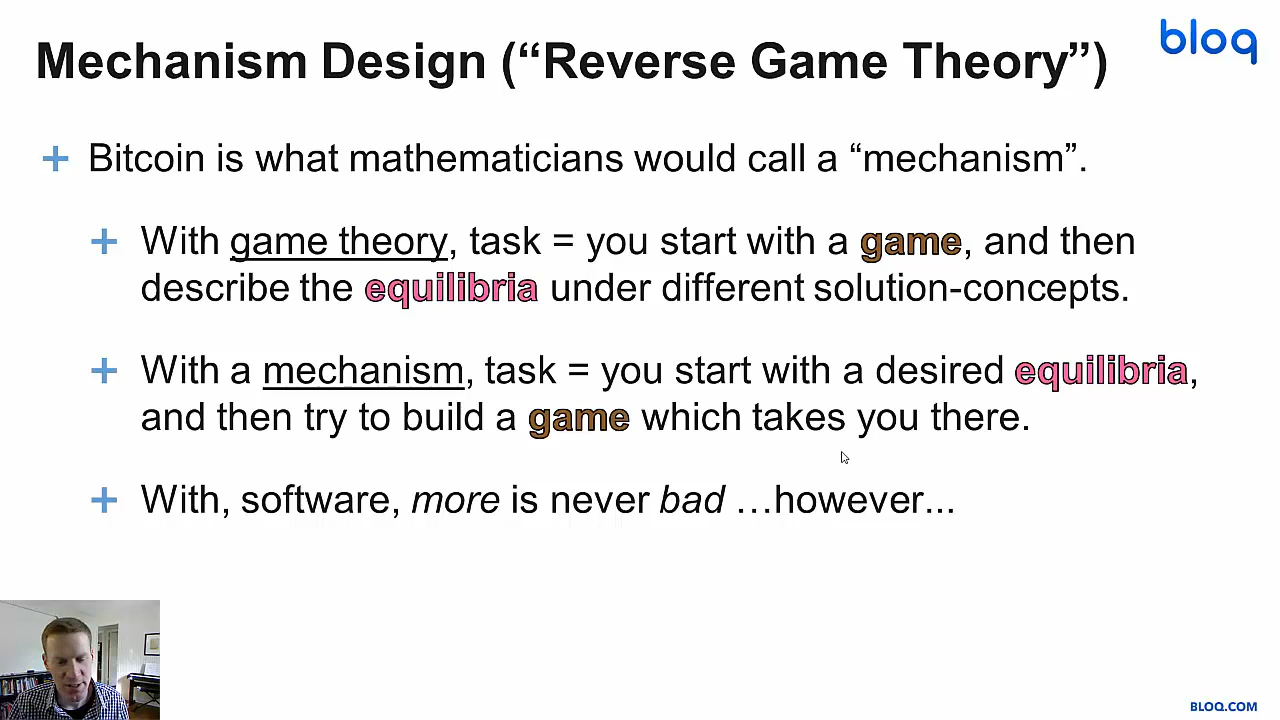 Mechanism Design (“Reverse Game Theory”)
bloq
Bitcoin is what mathematicians would call a “mechanism”.
With game theory, task = you start with a game, and then
describe the equilibria under different solution-concepts.
With a mechanism, task = you start with a desired equilibria,
and then try to build a game which takes you there.
With, software, more is never bad …however...
BLOQ.COM